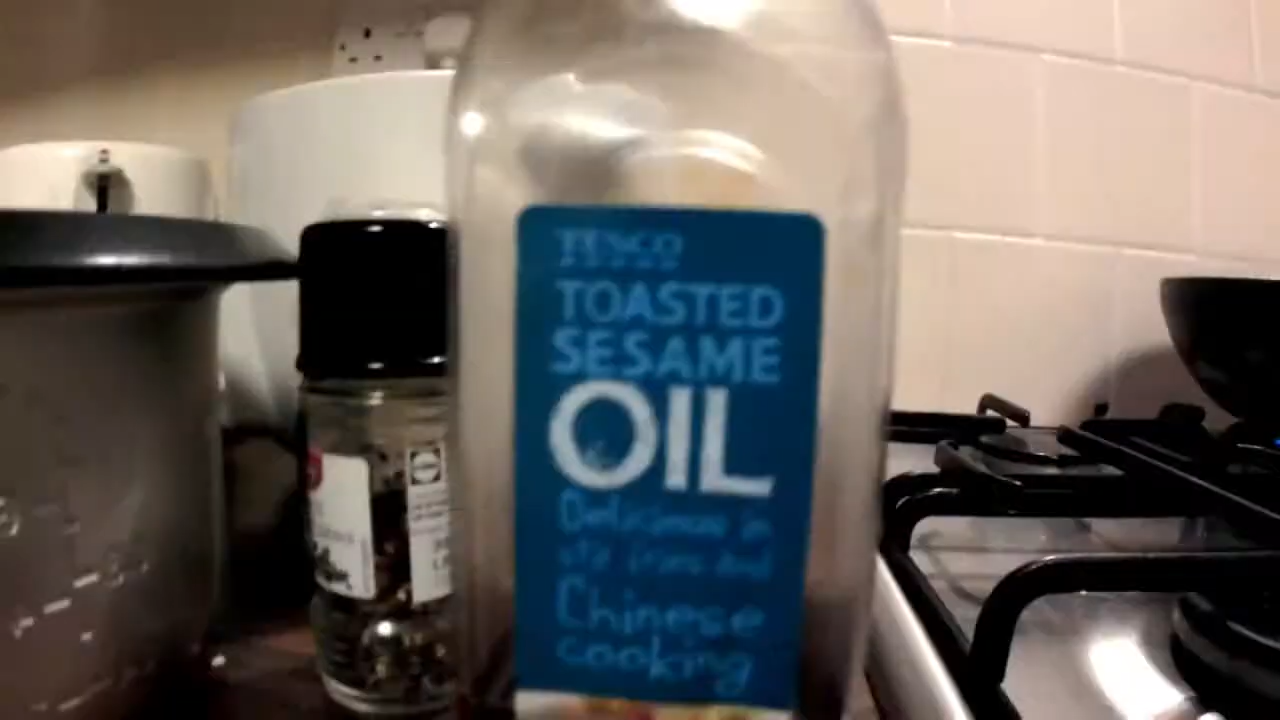 TESCO
TOASTED
SESAME
OIL
Delicious in
stir fries and
Chinese
cooking